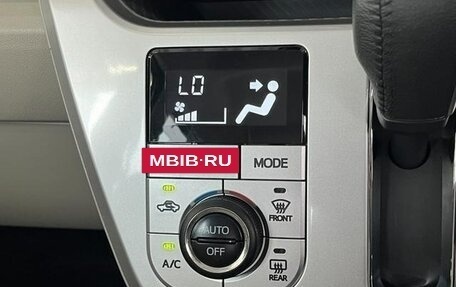 LO
MBIB-RU
MODE
AUTO
OFF
FRONT
A/C
REAR